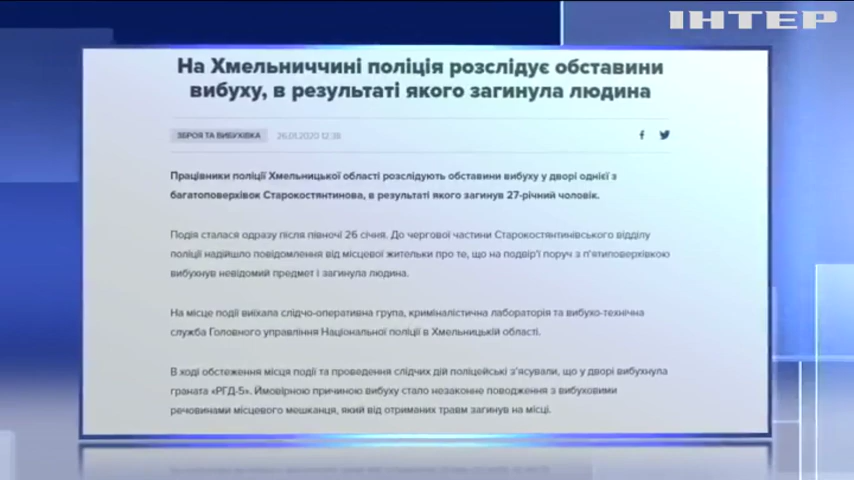 ІНТЕР
На Хмельниччині поліція розслідує обставини
вибуху, в результаті якого загинула людина
ЗБРОЯ ТА ВИБУХІВКА 26.01.2020 12:38
Працівники поліції Хмельницької області розслідують обставини вибуху у дворі однієї з
багатоповерхівок Старокостянтинова, в результаті якого загинув 27-річний чоловік.
Подія сталася одразу після півночі 26 січня. До чергової частини Старокостянтинівського відділу
поліції надійшло повідомлення від місцевої жительки про те, що на подвір'ї поруч з п'ятиповерхівкою
вибухнув невідомий предмет і загинула людина.
На місце події виїхала слідчо-оперативна група, криміналістична лабораторія та вибухо-технічна
служба Головного управління Національної поліції в Хмельницькій області.
В ході обстеження місця події та проведення слідчих дій поліцейські з'ясували, що у дворі вибухнула
граната «РГД-5». Ймовірною причиною вибуху стало незаконне поводження з вибуховими
речовинами місцевого мешканця, який від отриманих травм загинув на місці.